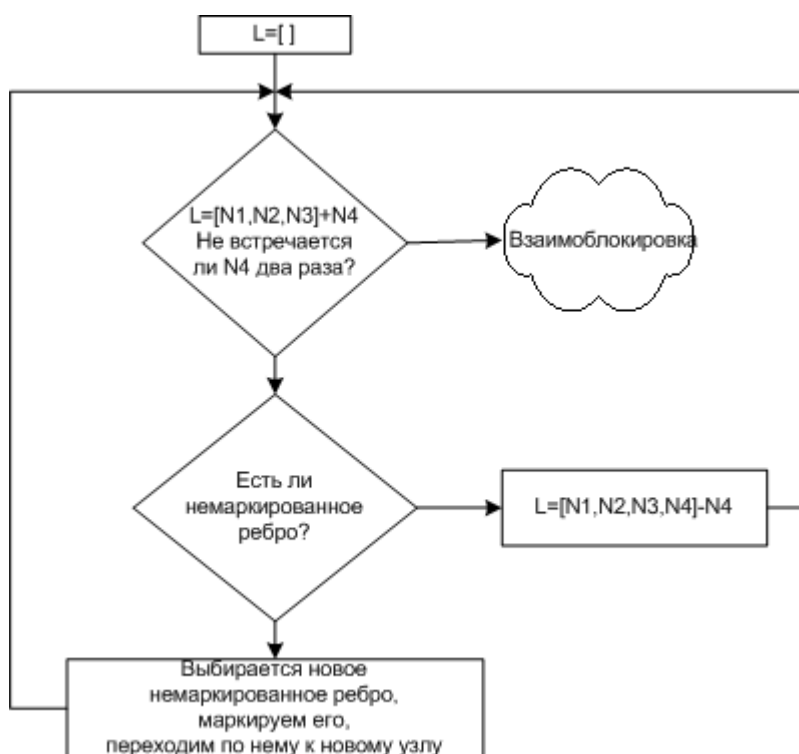 L=[ ]
L=[N1,N2,N3]+N4
Не встречается
ли N4 два раза?
Взаимоблокировка
Есть ли
немаркированное
ребро?
L=[N1,N2,N3,N4]-N4
Выбирается новое
немаркированное ребро,
маркируем его,
переходим по нему к новому узлу